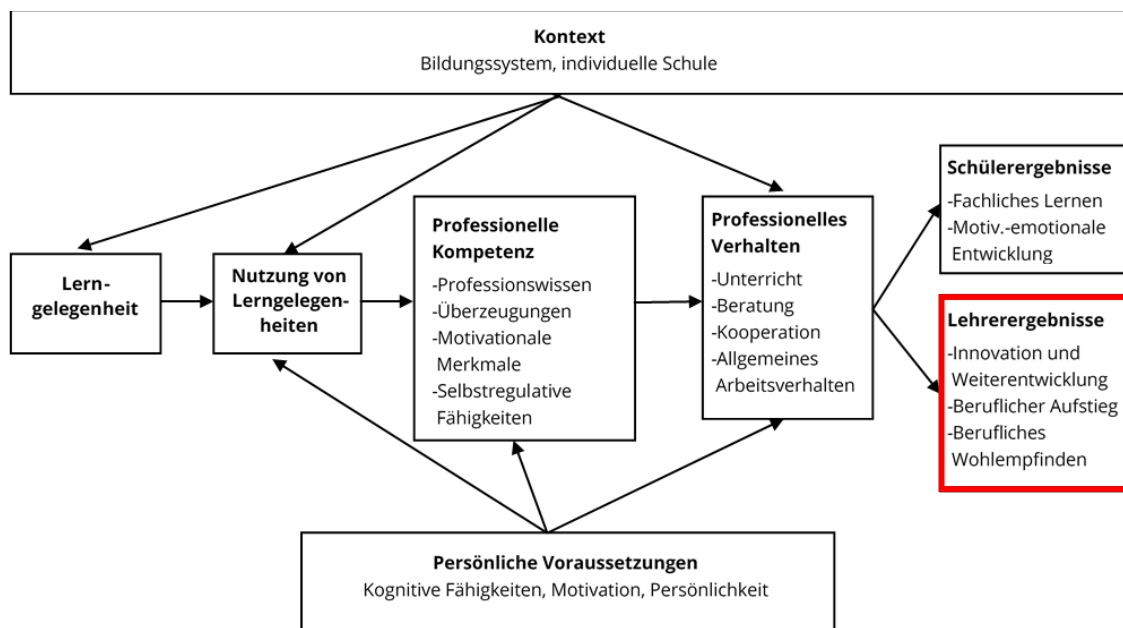 Kontext
Bildungssystem, individuelle Schule
Lern-
gelegenheit
Nutzung von
Lerngelegen-
heiten
Professionelle
Kompetenz
-Professionswissen
-Überzeugungen
-Motivationale
Merkmale
-Selbstregulative
Fähigkeiten
Professionelles
Verhalten
-Unterricht
-Beratung
-Kooperation
-Allgemeines
Arbeitsverhalten
Schülerergebnisse
-Fachliches Lernen
-Motiv.-emotionale
Entwicklung
Lehrerergebnisse
-Innovation und
Weiterentwicklung
-Beruflicher Aufstieg
-Berufliches
Wohlempfinden
Persönliche Voraussetzungen
Kognitive Fähigkeiten, Motivation, Persönlichkeit